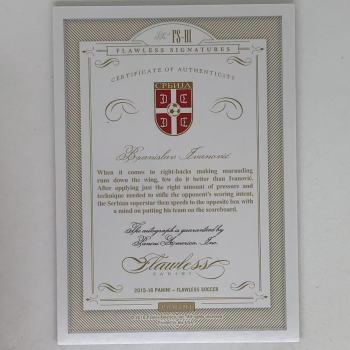 No. FS-BI
FLAWLESS SIGNATURES
CERTIFICATE OF AUTHENTICITY
СРБИЈА
Branislav Ivanović
When it comes to right-backs making marauding
runs down the wing, few do it better than Ivanović.
After applying just the right amount of pressure and
technique needed to stifle the opponent's scoring intent,
the Serbian superstar then speeds to the opposite box with
a mind on putting his team on the scoreboard.
The autograph is guaranteed by
Panini America, Inc.
Flawless
PANINI
2015-16 PANINI – FLAWLESS SOCCER
PANINI